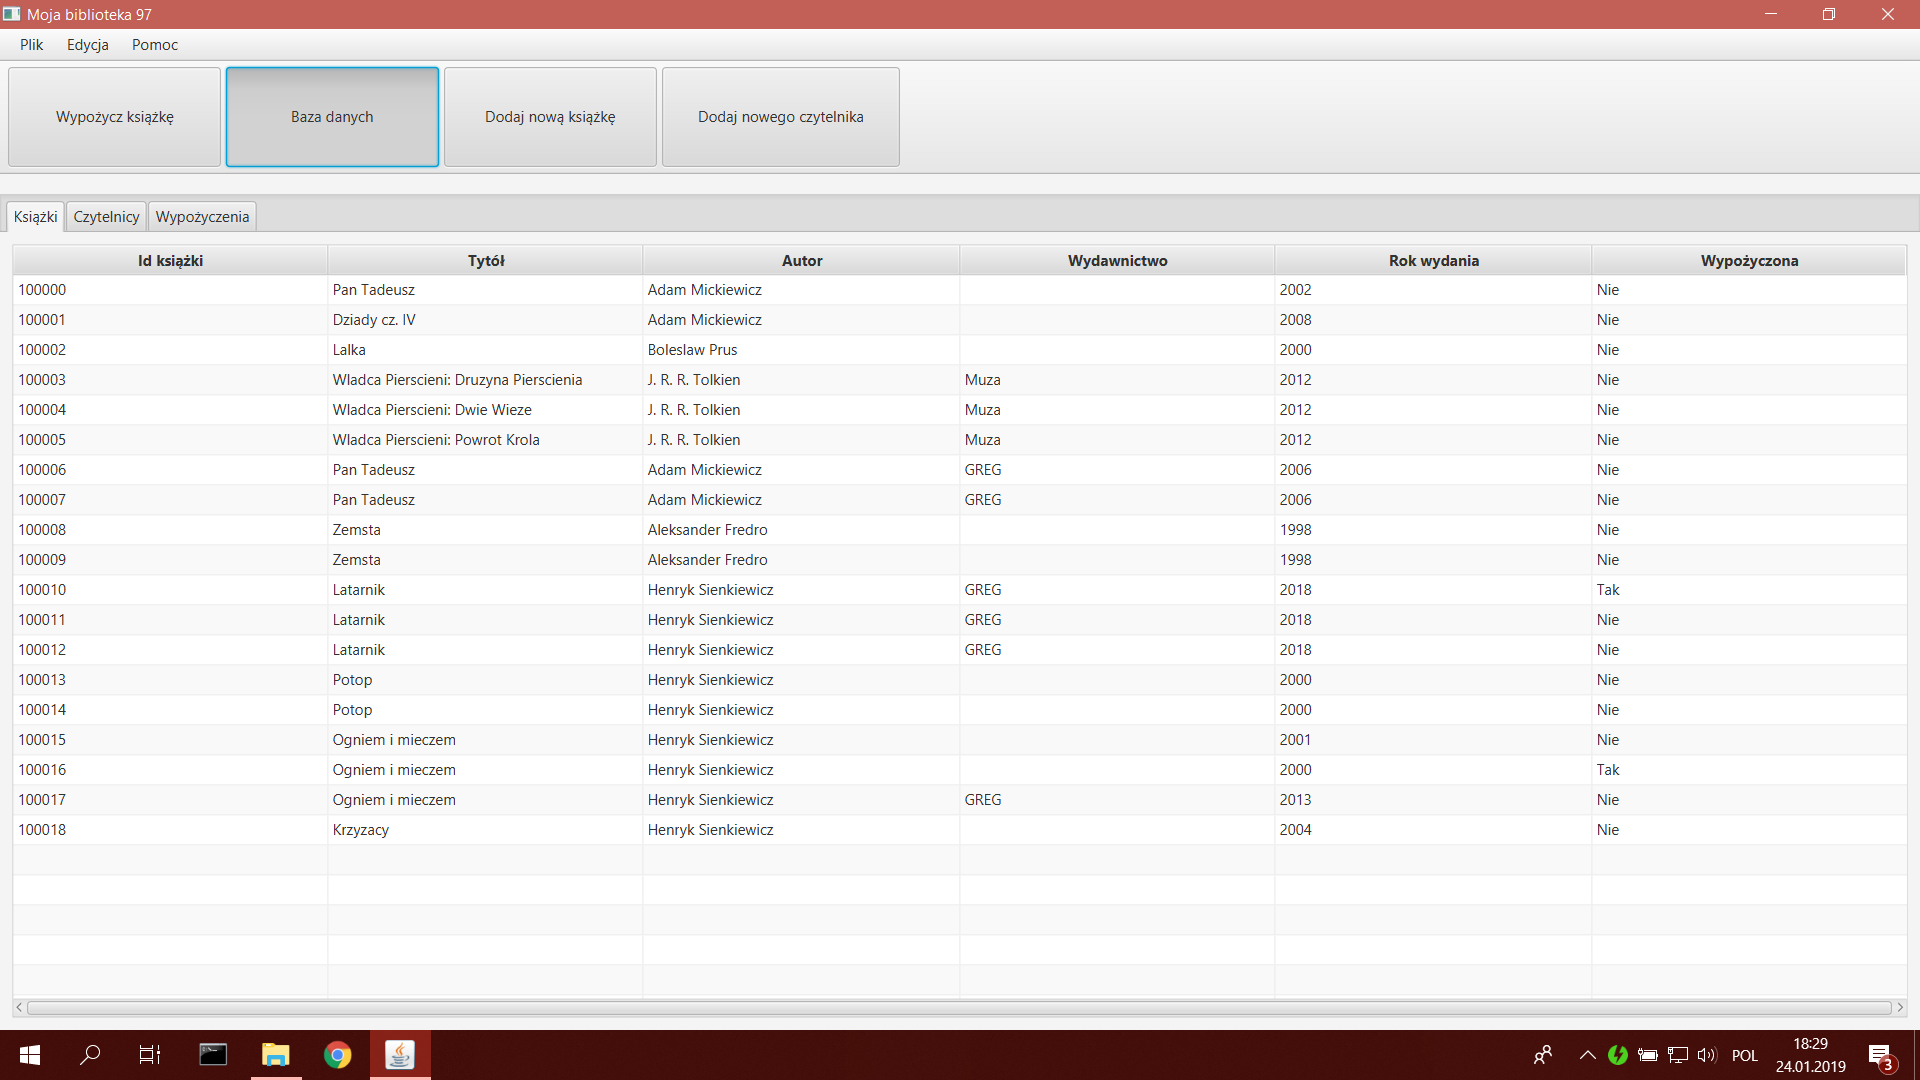 Moja biblioteka 97
Plik Edycja Pomoc
Wypożycz książkę Baza danych Dodaj nową książkę Dodaj nowego czytelnika
Książki Czytelnicy Wypożyczenia
Id książki Tytół Autor Wydawnictwo Rok wydania Wypożyczona
100000 Pan Tadeusz Adam Mickiewicz 2002 Nie
100001 Dziady cz. IV Adam Mickiewicz 2008 Nie
100002 Lalka Boleslaw Prus 2000 Nie
100003 Wladca Pierscieni: Druzyna Pierscienia J. R. R. Tolkien Muza 2012 Nie
100004 Wladca Pierscieni: Dwie Wieze J. R. R. Tolkien Muza 2012 Nie
100005 Wladca Pierscieni: Powrot Krola J. R. R. Tolkien Muza 2012 Nie
100006 Pan Tadeusz Adam Mickiewicz GREG 2006 Nie
100007 Pan Tadeusz Adam Mickiewicz GREG 2006 Nie
100008 Zemsta Aleksander Fredro 1998 Nie
100009 Zemsta Aleksander Fredro 1998 Nie
100010 Latarnik Henryk Sienkiewicz GREG 2018 Tak
100011 Latarnik Henryk Sienkiewicz GREG 2018 Nie
100012 Latarnik Henryk Sienkiewicz GREG 2018 Nie
100013 Potop Henryk Sienkiewicz 2000 Nie
100014 Potop Henryk Sienkiewicz 2000 Nie
100015 Ogniem i mieczem Henryk Sienkiewicz 2001 Nie
100016 Ogniem i mieczem Henryk Sienkiewicz 2000 Tak
100017 Ogniem i mieczem Henryk Sienkiewicz GREG 2013 Nie
100018 Krzyzacy Henryk Sienkiewicz 2004 Nie
POL
18:29
24.01.2019
3